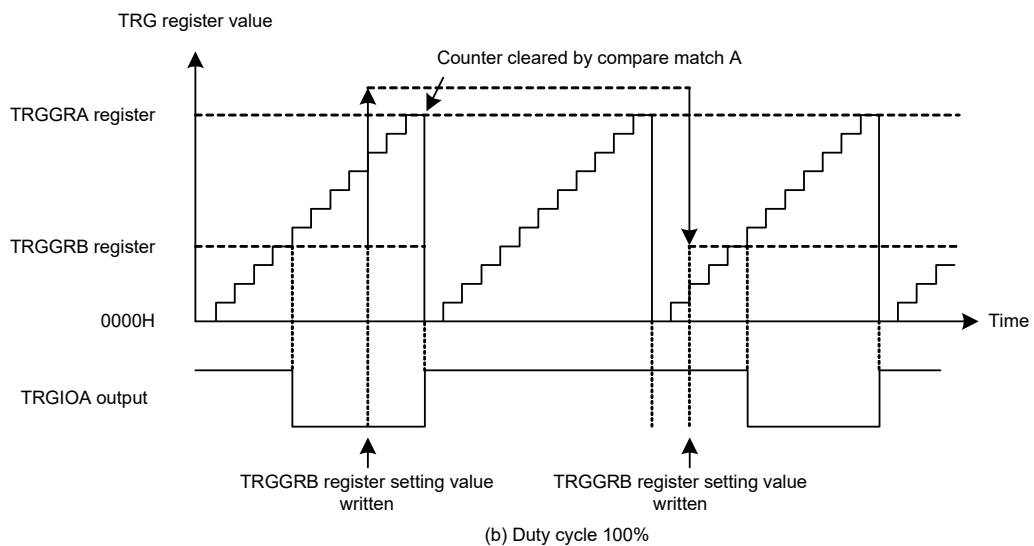 TRG register value
Counter cleared by compare match A
TRGGRA register
TRGGRB register
0000H
Time
TRGIOA output
TRGGRB register setting value
written
TRGGRB register setting value
written
(b) Duty cycle 100%